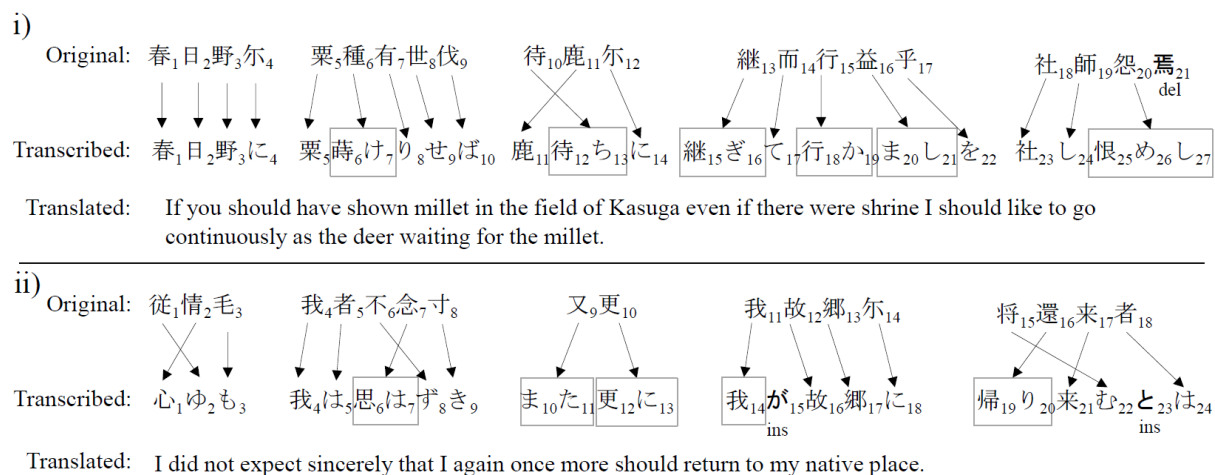 i)
Original: 春1日2野3尓4 粟5種6有7世8伐9 待10鹿11尓12 継13而14行15益16乎17 社18師19怨20焉21
del
Transcribed: 春1日2野3に4 粟5蒔6け7り8せ9ば10 鹿11待12ち13に14 継15ぎ16て17行18か19ま20し21を22 社23し24恨25め26し27
Translated: If you should have shown millet in the field of Kasuga even if there were shrine I should like to go
continuously as the deer waiting for the millet.
ii)
Original: 従1情2毛3 我4者5不6念7寸8 又9更10 我11故12郷13尓14 将15還16来17者18
Transcribed: 心1ゆ2も3 我4は5思6は7ず8き9 ま10た11更12に13 我14が15故16郷17に18 帰19り20来21む22と23は24
ins ins
Translated: I did not expect sincerely that I again once more should return to my native place.